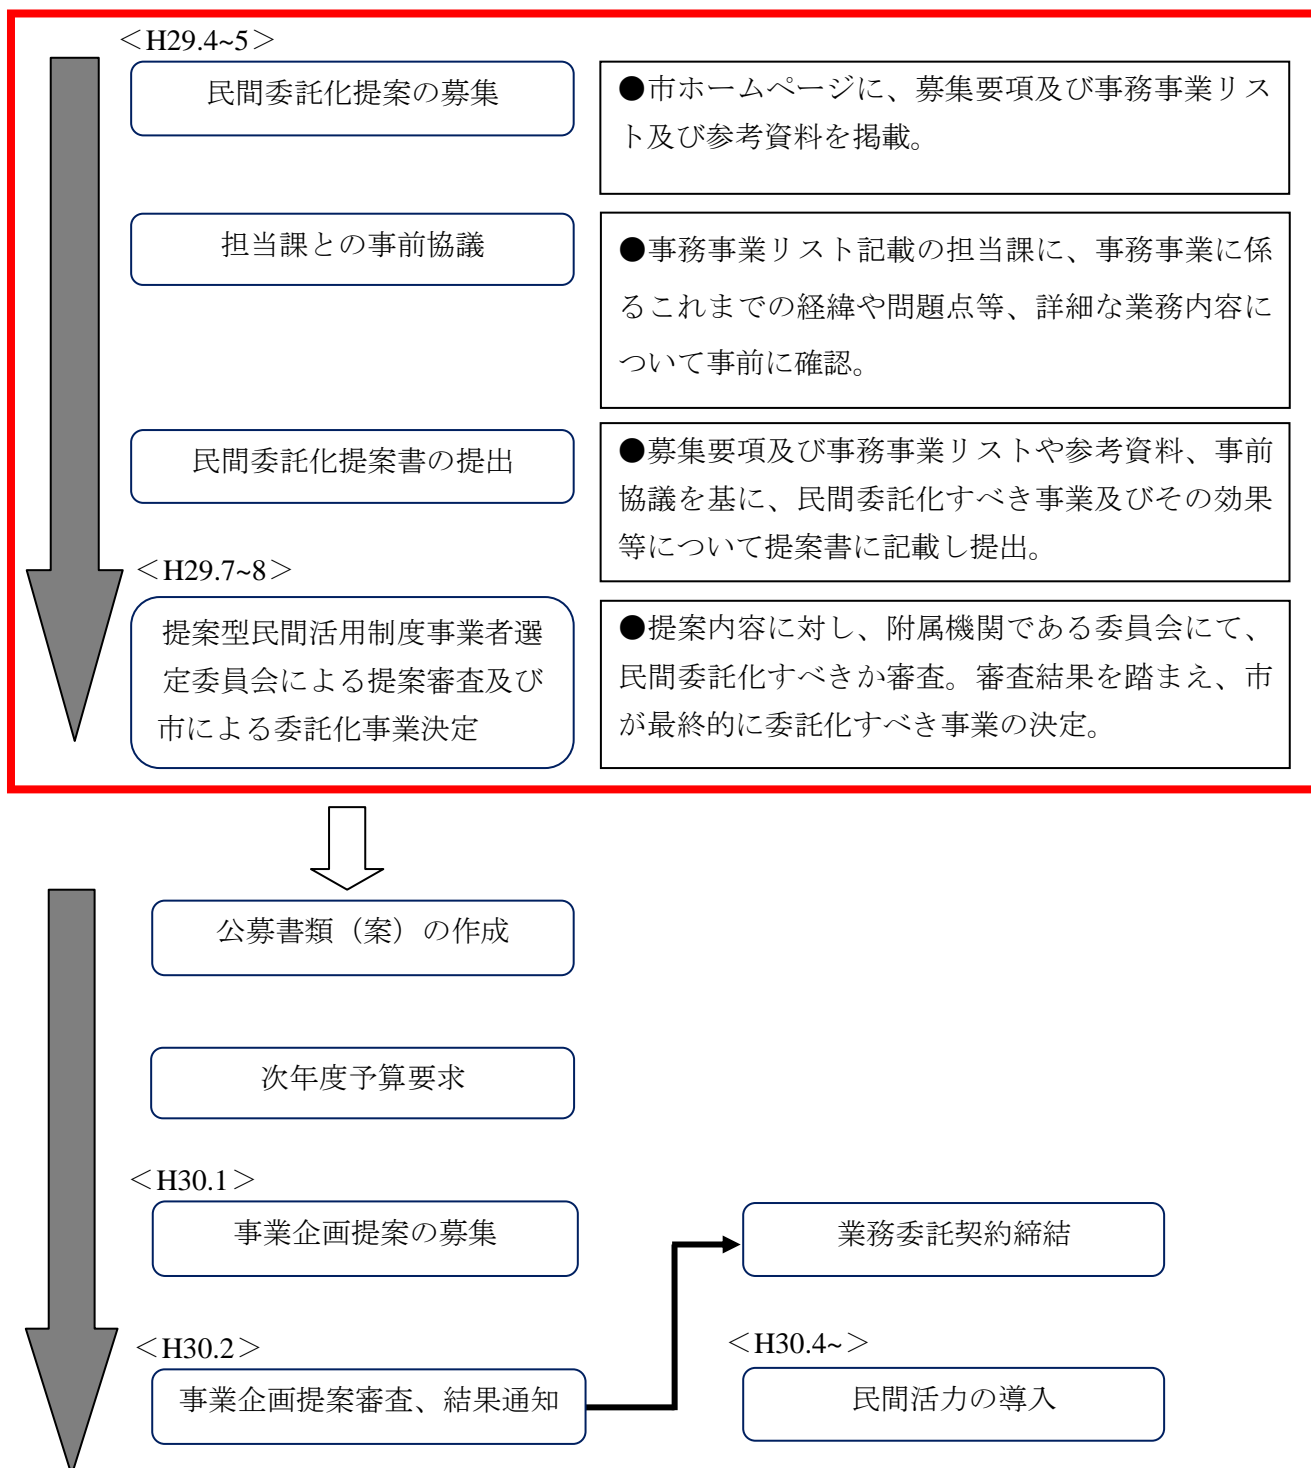 ＜H29.4~5＞
民間委託化提案の募集
●市ホームページに、募集要項及び事務事業リス
ト及び参考資料を掲載。
担当課との事前協議
●事務事業リスト記載の担当課に、事務事業に係
るこれまでの経緯や問題点等、詳細な業務内容に
ついて事前に確認。
民間委託化提案書の提出
●募集要項及び事務事業リストや参考資料、事前
協議を基に、民間委託化すべき事業及びその効果
等について提案書に記載し提出。
＜H29.7~8＞
提案型民間活用制度事業者選
定委員会による提案審査及び
市による委託化事業決定
●提案内容に対し、附属機関である委員会にて、
民間委託化すべきか審査。審査結果を踏まえ、市
が最終的に委託化すべき事業の決定。
公募書類（案）の作成
次年度予算要求
＜H30.1＞
事業企画提案の募集
業務委託契約締結
＜H30.2＞
事業企画提案審査、結果通知
＜H30.4~＞
民間活力の導入